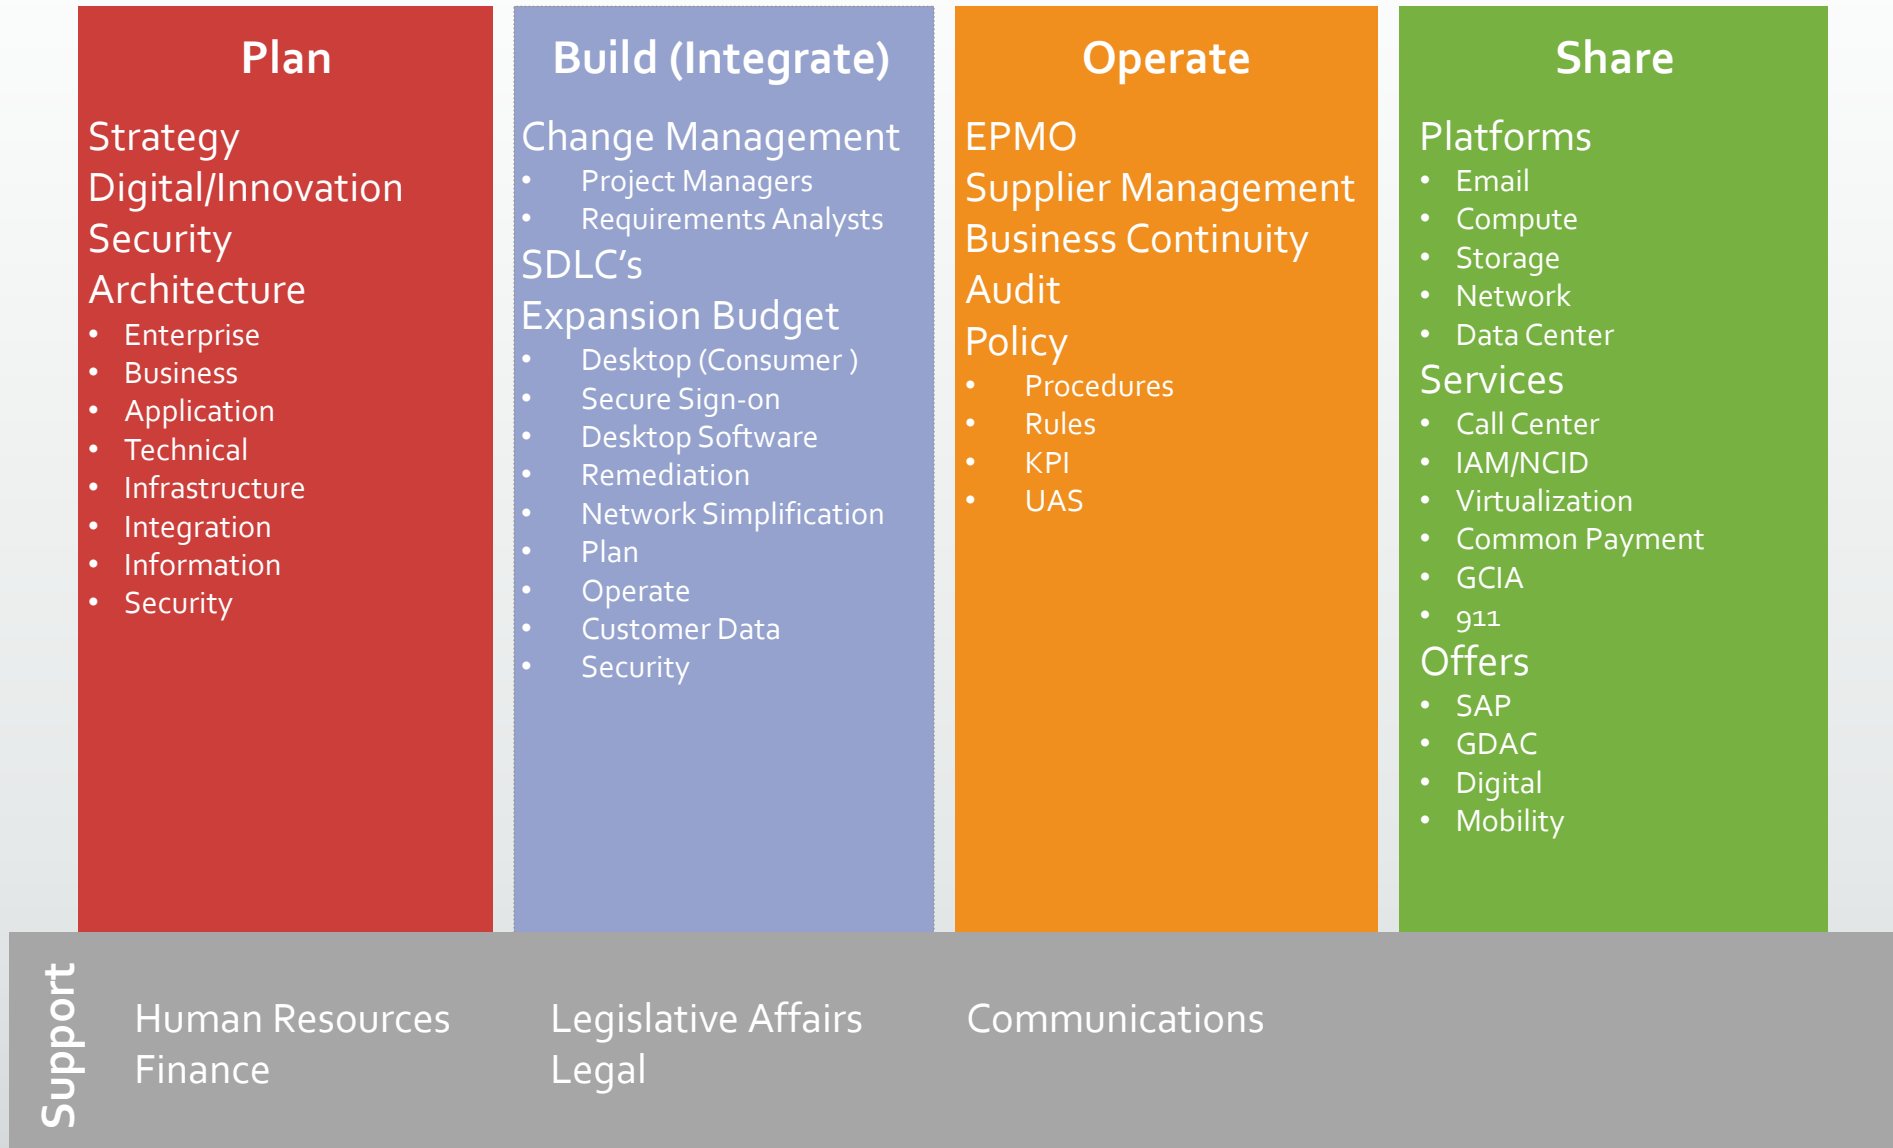 Plan
Strategy
Digital/Innovation
Security
Architecture
• Enterprise
• Business
• Application
• Technical
• Infrastructure
• Integration
• Information
• Security
Build (Integrate)
Change Management
• Project Managers
• Requirements Analysts
SDLC’s
Expansion Budget
• Desktop (Consumer )
• Secure Sign-on
• Desktop Software
• Remediation
• Network Simplification
• Plan
• Operate
• Customer Data
• Security
Operate
EPMO
Supplier Management
Business Continuity
Audit
Policy
• Procedures
• Rules
• KPI
• UAS
Share
Platforms
• Email
• Compute
• Storage
• Network
• Data Center
Services
• Call Center
• IAM/NCID
• Virtualization
• Common Payment
• GCIA
• 911
Offers
• SAP
• GDAC
• Digital
• Mobility
Support
Human Resources
Finance
Legislative Affairs
Legal
Communications